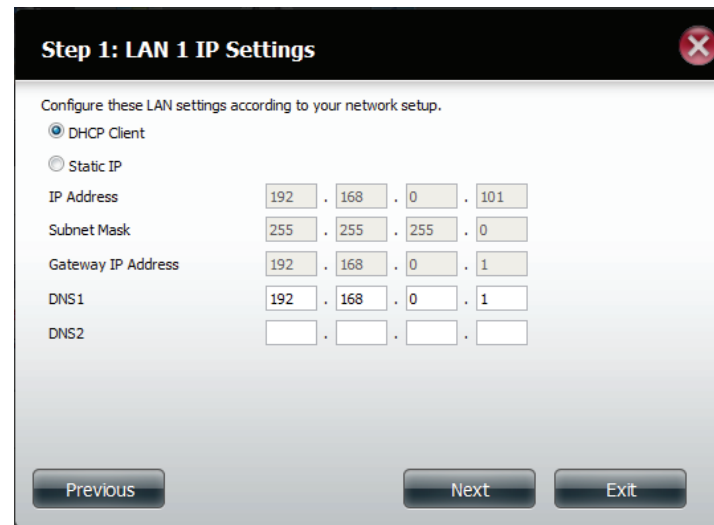 Step 1: LAN 1 IP Settings
Configure these LAN settings according to your network setup.
DHCP Client
Static IP
IP Address 192 . 168 . 0 . 101
Subnet Mask 255 . 255 . 255 . 0
Gateway IP Address 192 . 168 . 0 . 1
DNS1 192 . 168 . 0 . 1
DNS2 . . .
Previous Next Exit